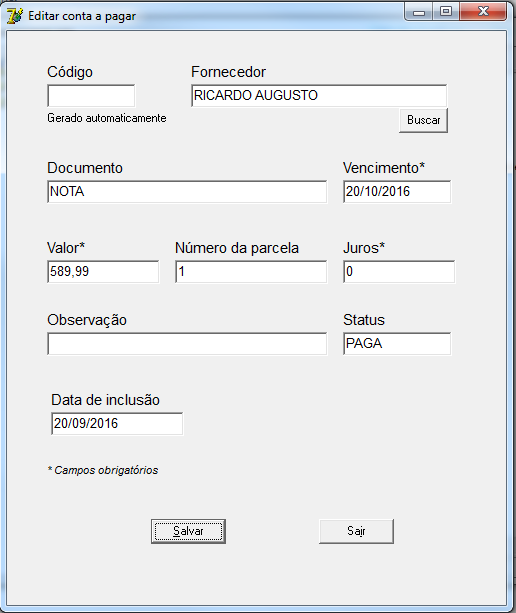 Editar conta a pagar
Código
Fornecedor
RICARDO AUGUSTO
Gerado automaticamente
Buscar
Documento
Vencimento*
NOTA
20/10/2016
Valor*
Número da parcela
Juros*
589,99
1
0
Observação
Status
PAGA
Data de inclusão
20/09/2016
* Campos obrigatórios
Salvar
Sair